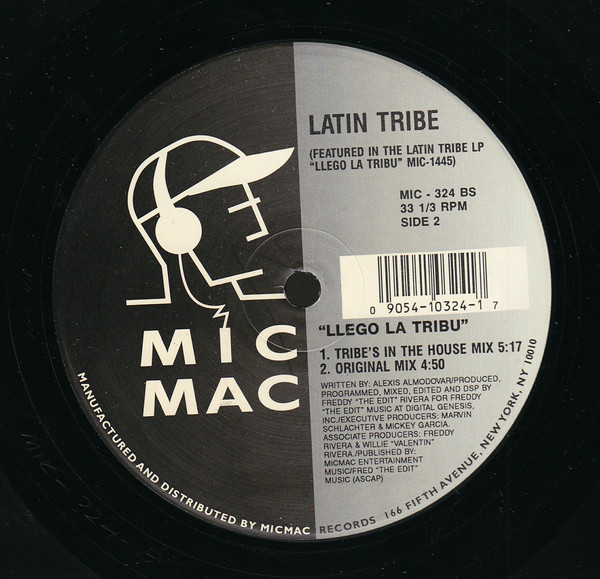 LATIN TRIBE
(FEATURED IN THE LATIN TRIBE LP
"LLEGO LA TRIBU" MIC-1445)
MIC - 324 BS
33 1/3 RPM
SIDE 2
0 9054-10324-1 7
"LLEGO LA TRIBU"
1. TRIBE'S IN THE HOUSE MIX 5:17
2. ORIGINAL MIX 4:50
WRITTEN BY: ALEXIS ALMODOVAR/PRODUCED,
PROGRAMMED, MIXED, EDITED AND DSP BY
FREDDY "THE EDIT" RIVERA FOR FREDDY
"THE EDIT" MUSIC AT DIGITAL GENESIS,
INC./EXECUTIVE PRODUCERS: MARVIN
SCHLACHTER & MICKEY GARCIA.
ASSOCIATE PRODUCERS: FREDDY
RIVERA & WILLIE "VALENTIN"
RIVERA./PUBLISHED BY:
MICMAC ENTERTAINMENT
MUSIC/FRED "THE EDIT"
MUSIC (ASCAP)
MIC
MAC
MANUFACTURED AND DISTRIBUTED BY MICMAC RECORDS 166 FIFTH AVENUE, NEW YORK, NY 10010